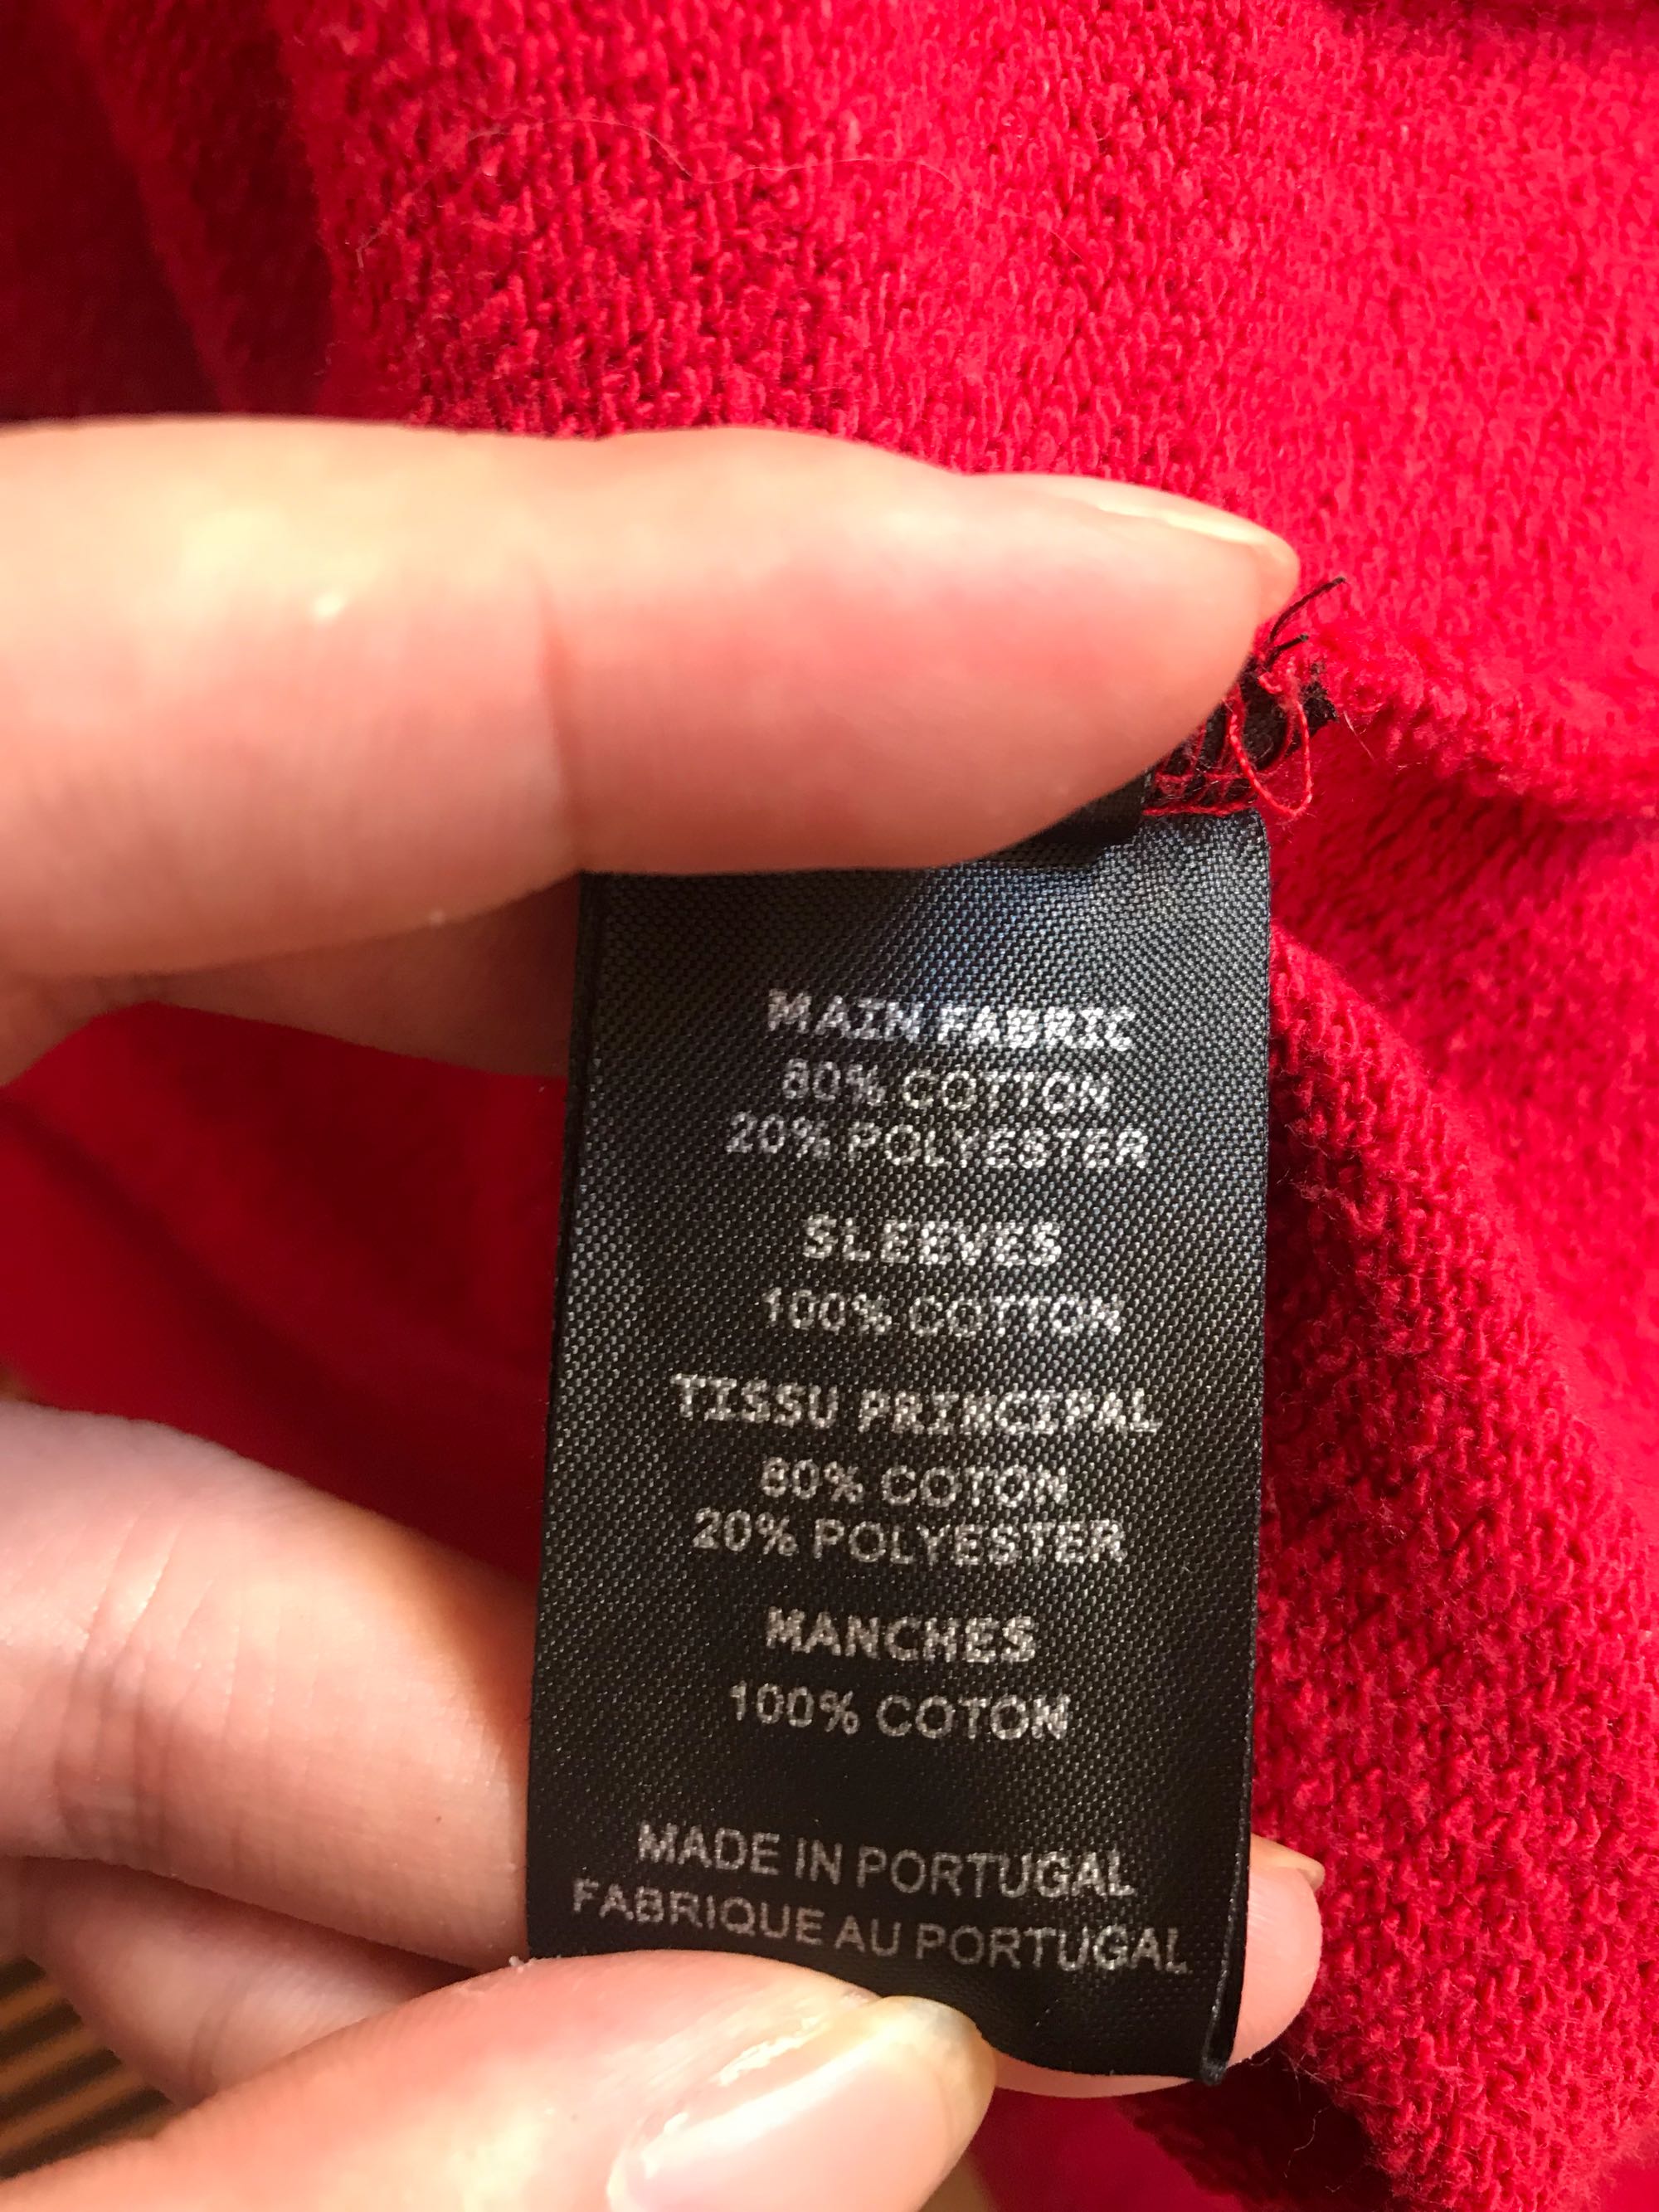 MAIN FABRIC
80% COTTON
20% POLYESTER
SLEEVES
100% COTTON
TISSU PRINCIPAL
80% COTON
20% POLYESTER
MANCHES
100% COTON
MADE IN PORTUGAL
FABRIQUE AU PORTUGAL